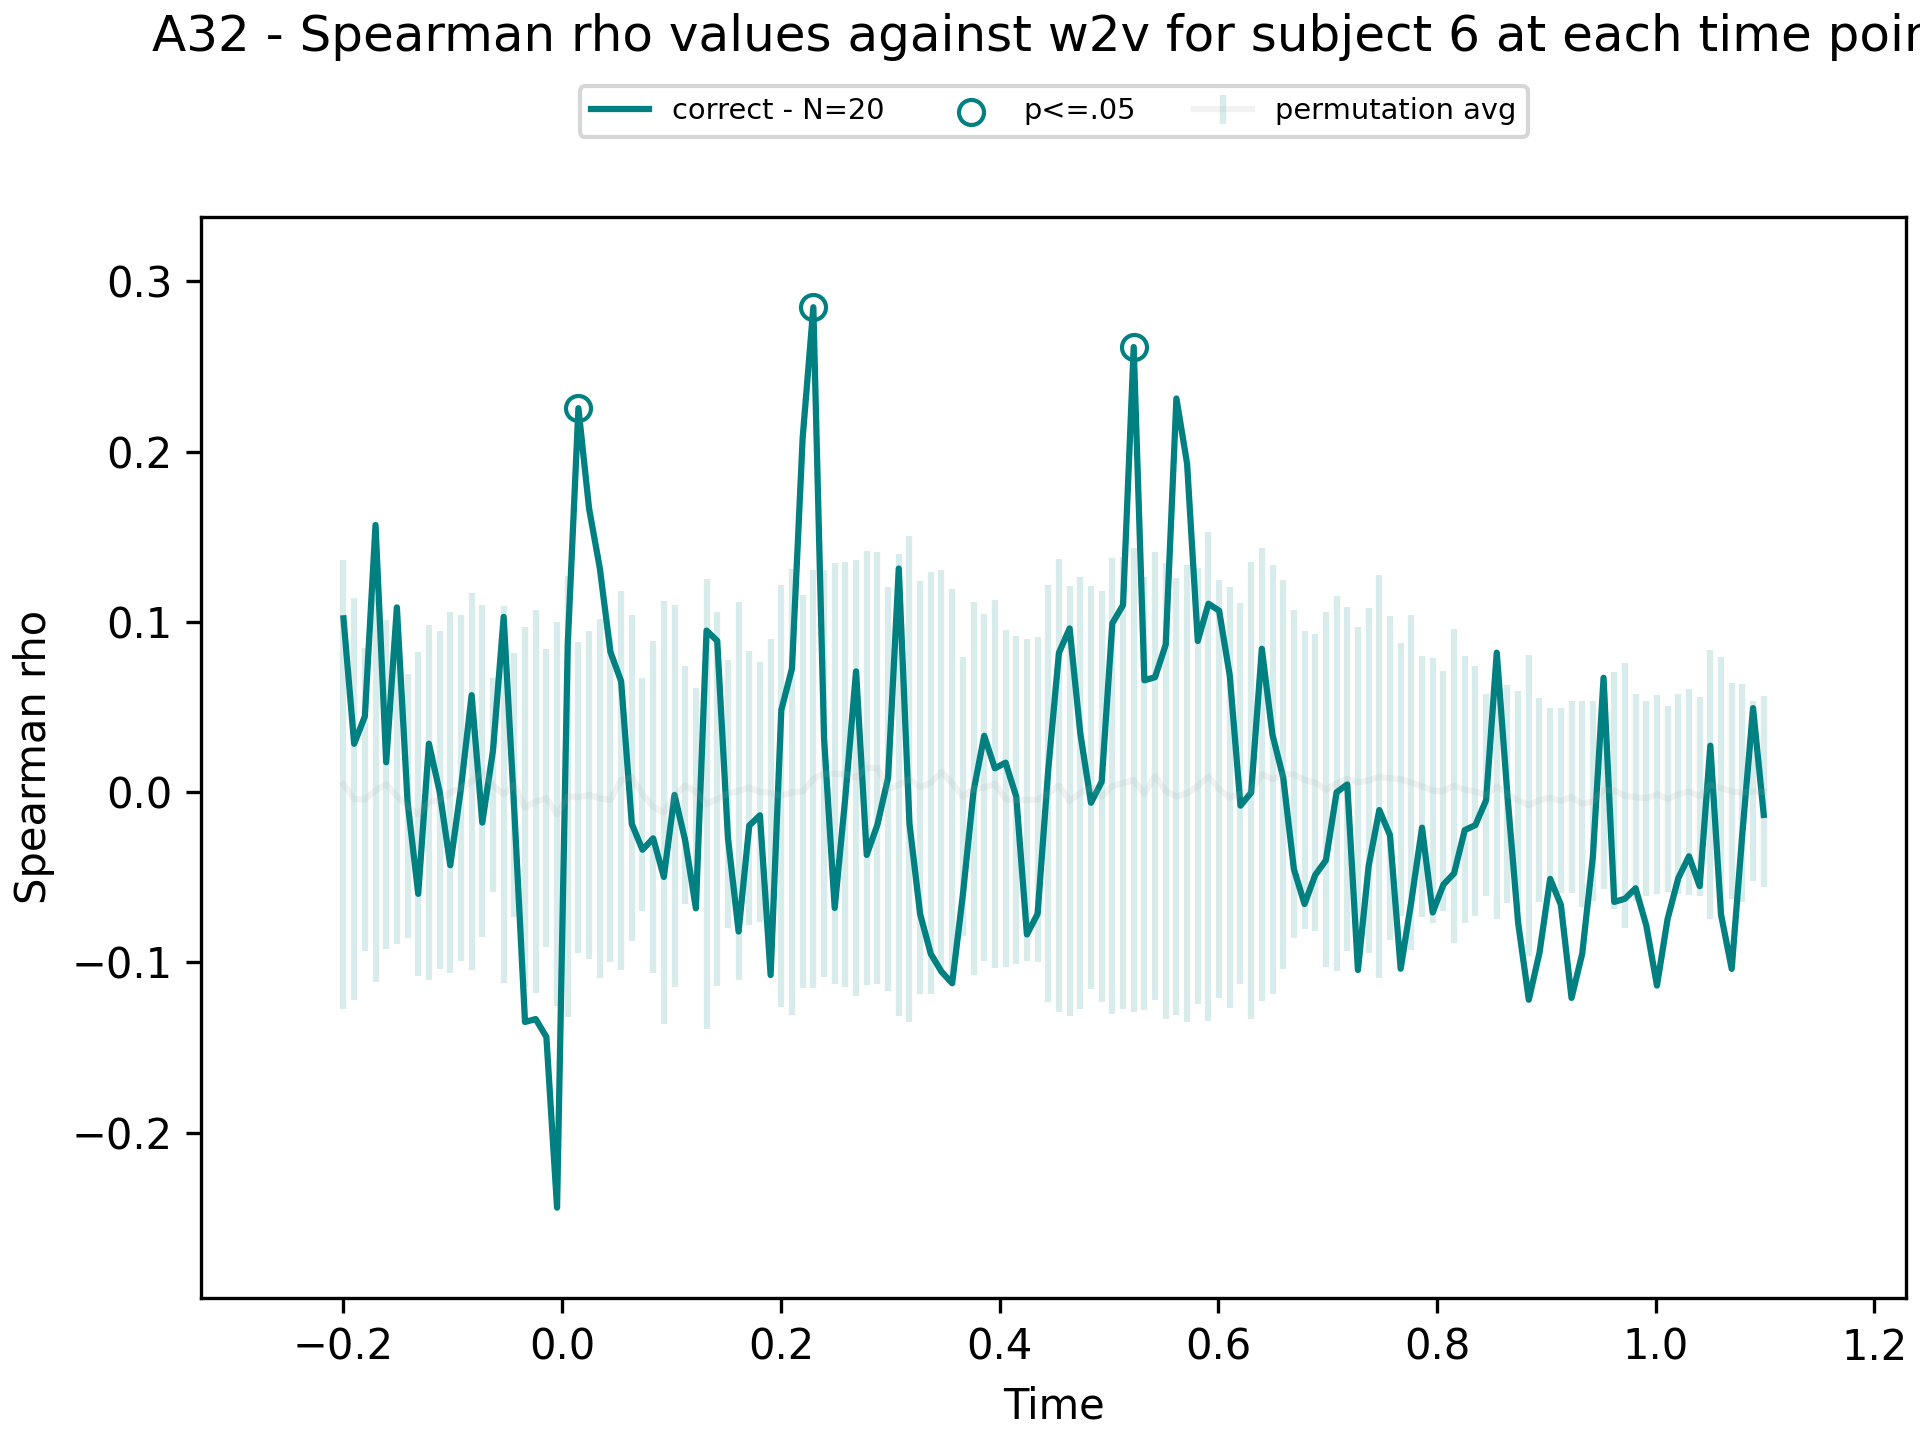 A32 - Spearman rho values against w2v for subject 6 at each time
correct - N=20 p<=.05 permutation avg
0.3
0.2
0.1
0.0
−0.1
−0.2
Spearman rho
−0.2 0.0 0.2 0.4 0.6 0.8 1.0 1.2
Time